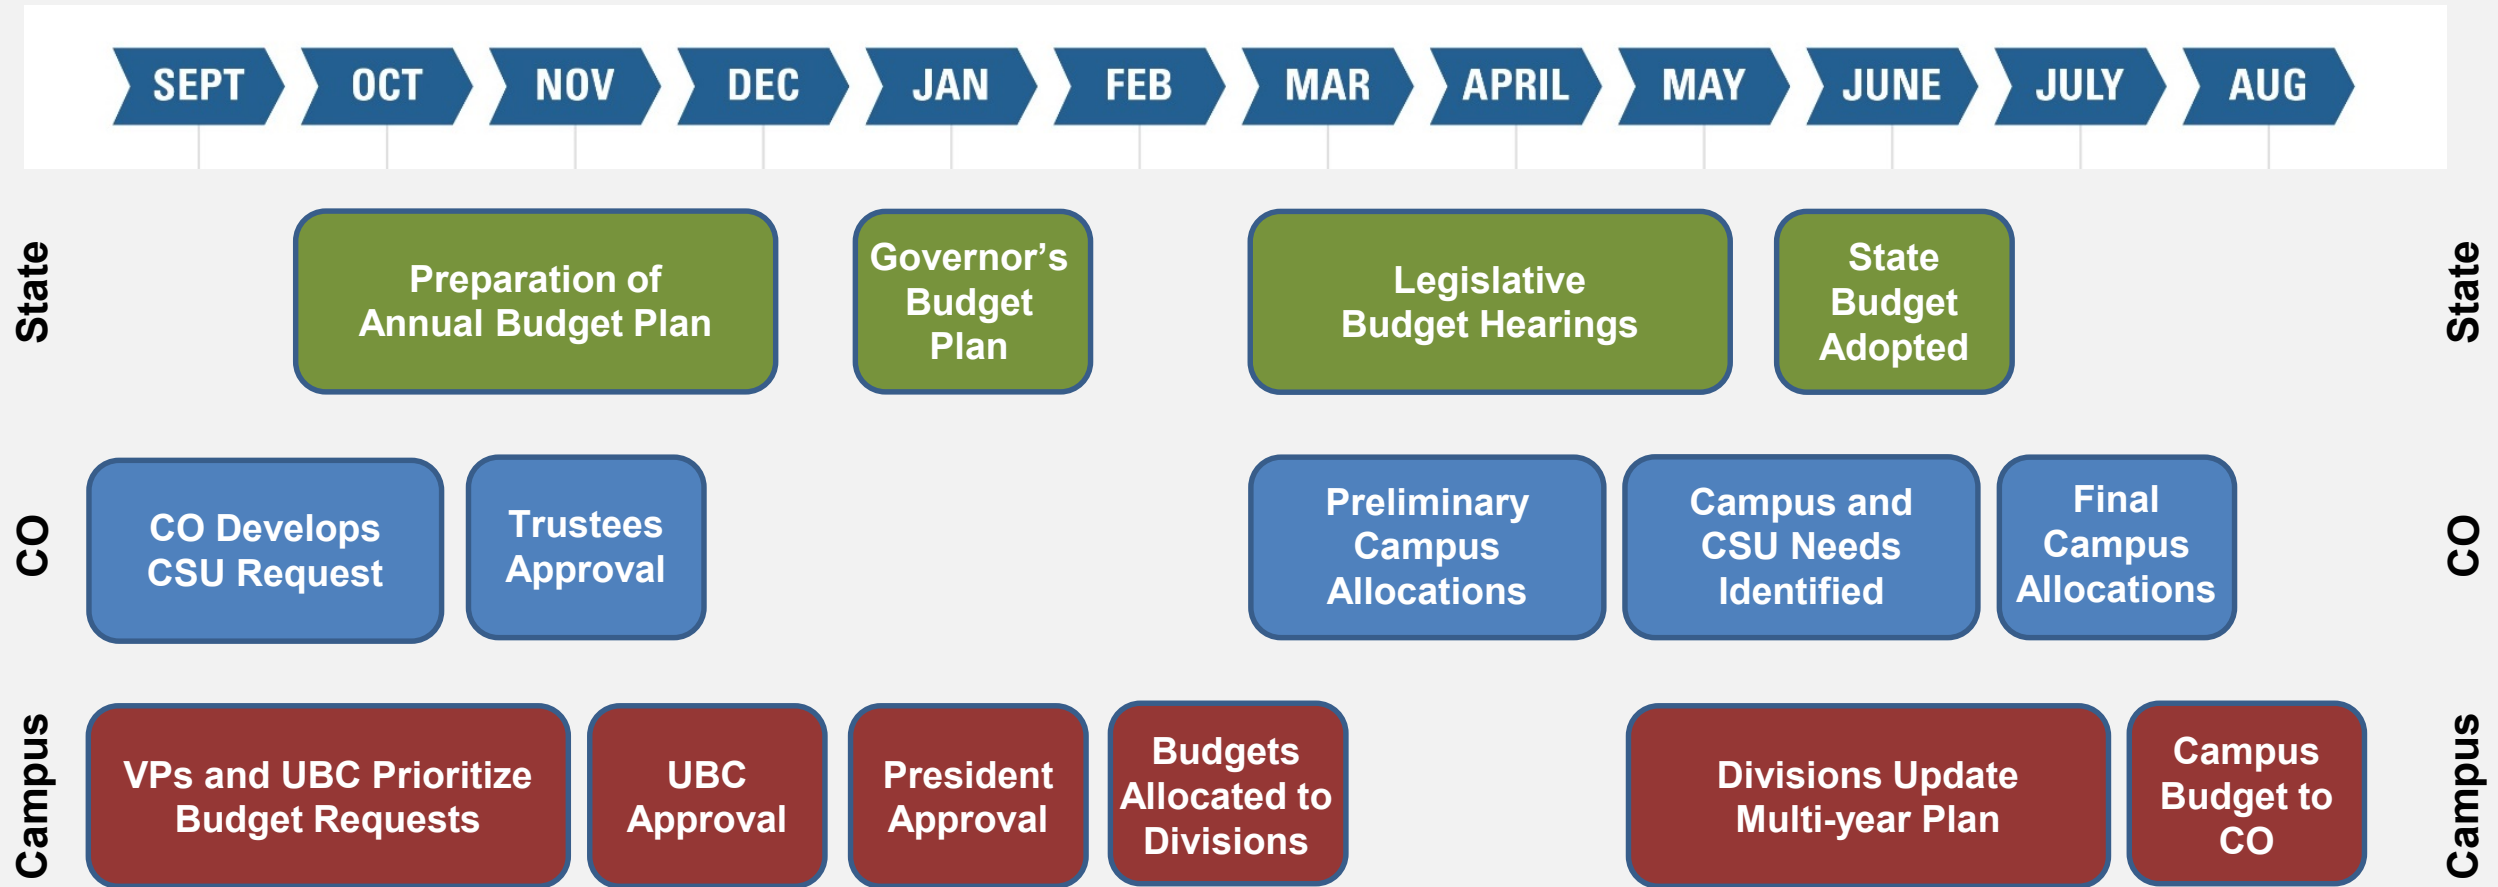 SEPT
OCT
NOV
DEC
JAN
FEB
MAR
APRIL
MAY
JUNE
JULY
AUG
State
Preparation of
Annual Budget Plan
Governor’s
Budget
Plan
Legislative
Budget Hearings
State
Budget
Adopted
State
CO
CO Develops
CSU Request
Trustees
Approval
Preliminary
Campus
Allocations
Campus and
CSU Needs
Identified
Final
Campus
Allocations
CO
Campus
VPs and UBC Prioritize
Budget Requests
UBC
Approval
President
Approval
Budgets
Allocated to
Divisions
Divisions Update
Multi-year Plan
Campus
Budget to
CO
Campus